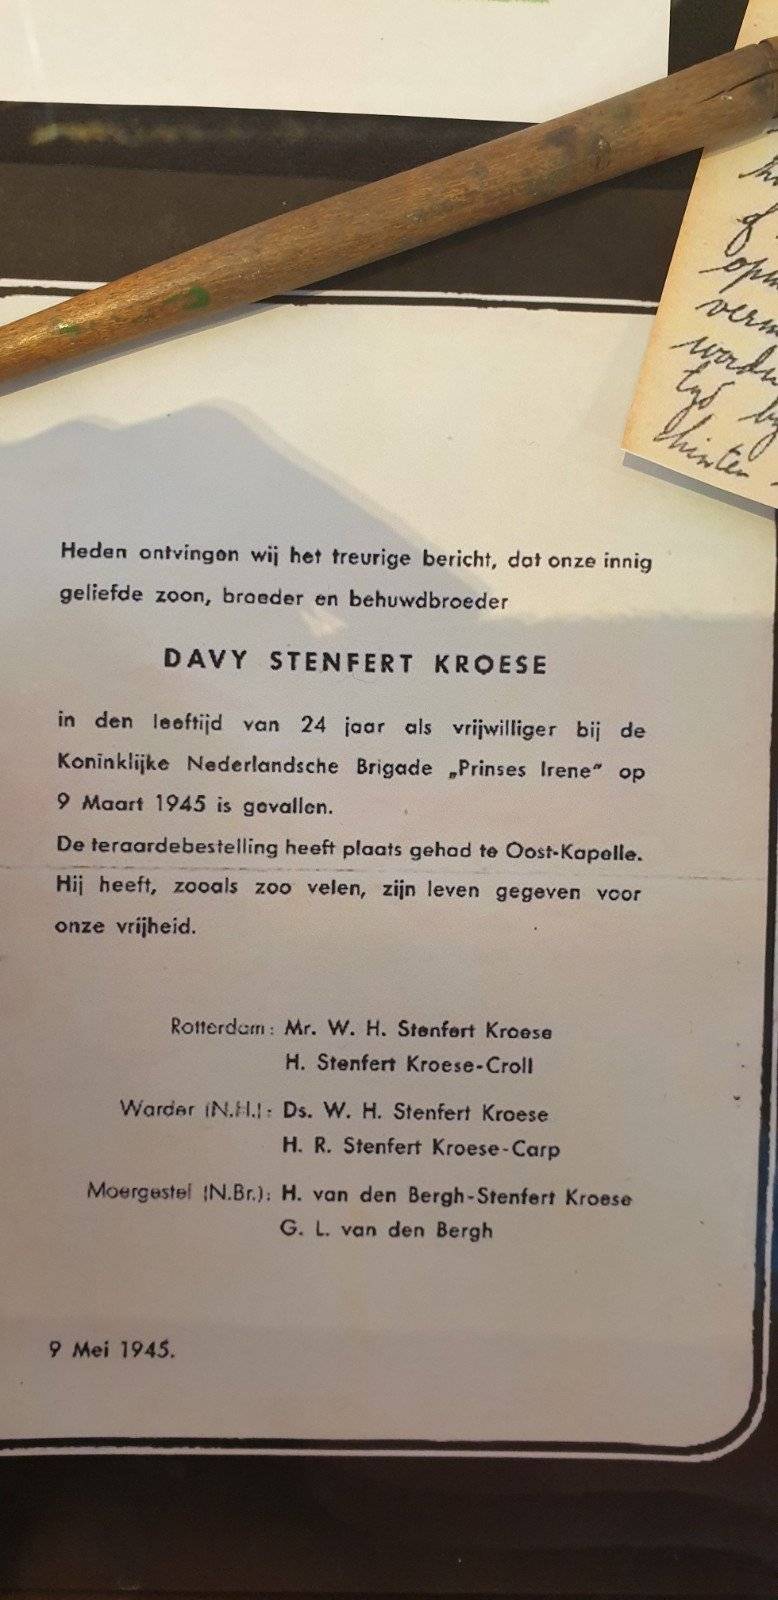 Heden ontvingen wij het treurige bericht, dat onze innig
geliefde zoon, broeder en behuwdbroeder
DAVY STENFERT KROESE
in den leeftijd van 24 jaar als vrijwilliger bij de
Koninklijke Nederlandsche Brigade „Prinses Irene” op
9 Maart 1945 is gevallen.
De teraardebestelling heeft plaats gehad te Oost-Kapelle.
Hij heeft, zooals zoo velen, zijn leven gegeven voor
onze vrijheid.
Rotterdam: Mr. W. H. Stenfert Kroese
H. Stenfert Kroese-Croll
Warder (N.H.): Ds. W. H. Stenfert Kroese
H. R. Stenfert Kroese-Carp
Moergestel (N.Br.): H. van den Bergh-Stenfert Kroese
G. L. van den Bergh
9 Mei 1945.